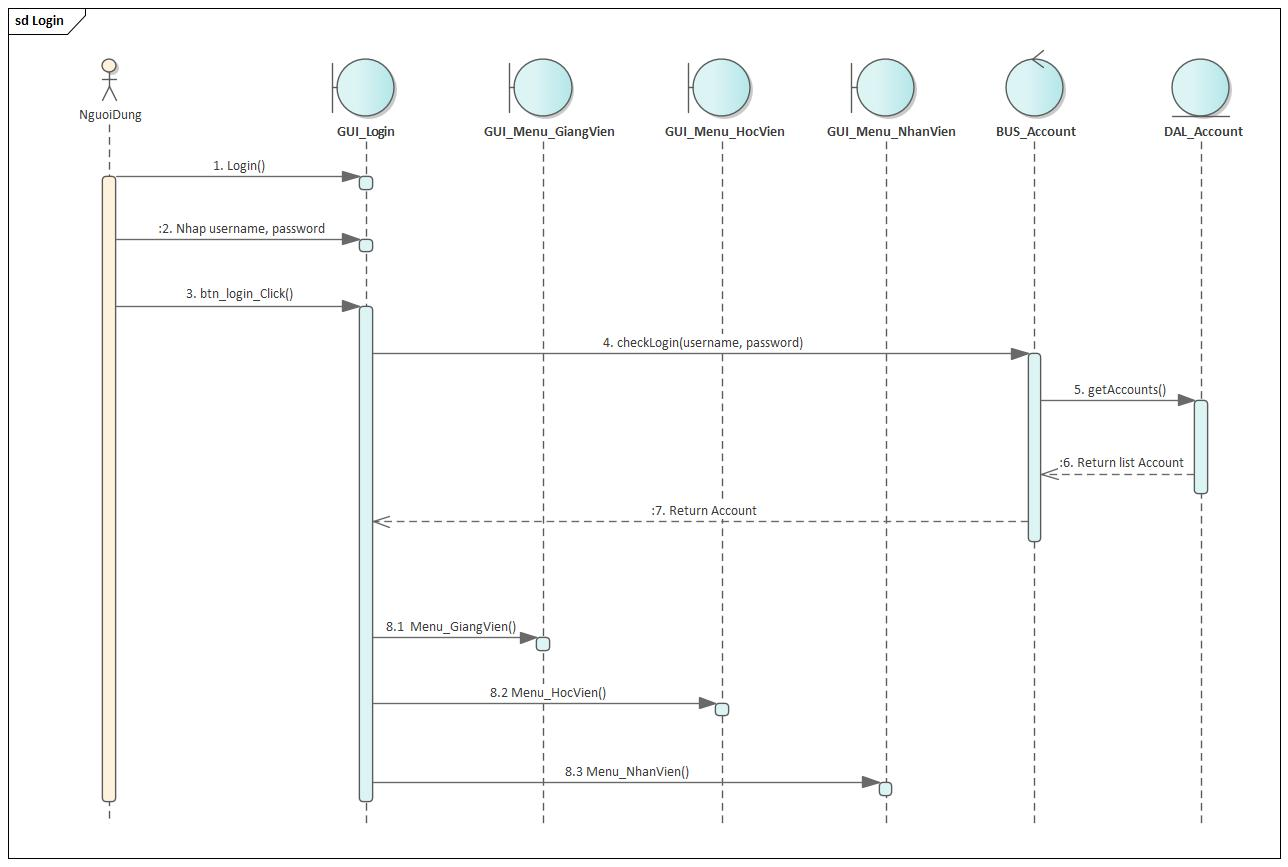 sd Login
NguoiDung
GUI_Login
GUI_Menu_GiangVien
GUI_Menu_HocVien
GUI_Menu_NhanVien
BUS_Account
DAL_Account
1. Login()
:2. Nhap username, password
3. btn_login_Click()
4. checkLogin(username, password)
5. getAccounts()
:6. Return list Account
:7. Return Account
8.1 Menu_GiangVien()
8.2 Menu_HocVien()
8.3 Menu_NhanVien()